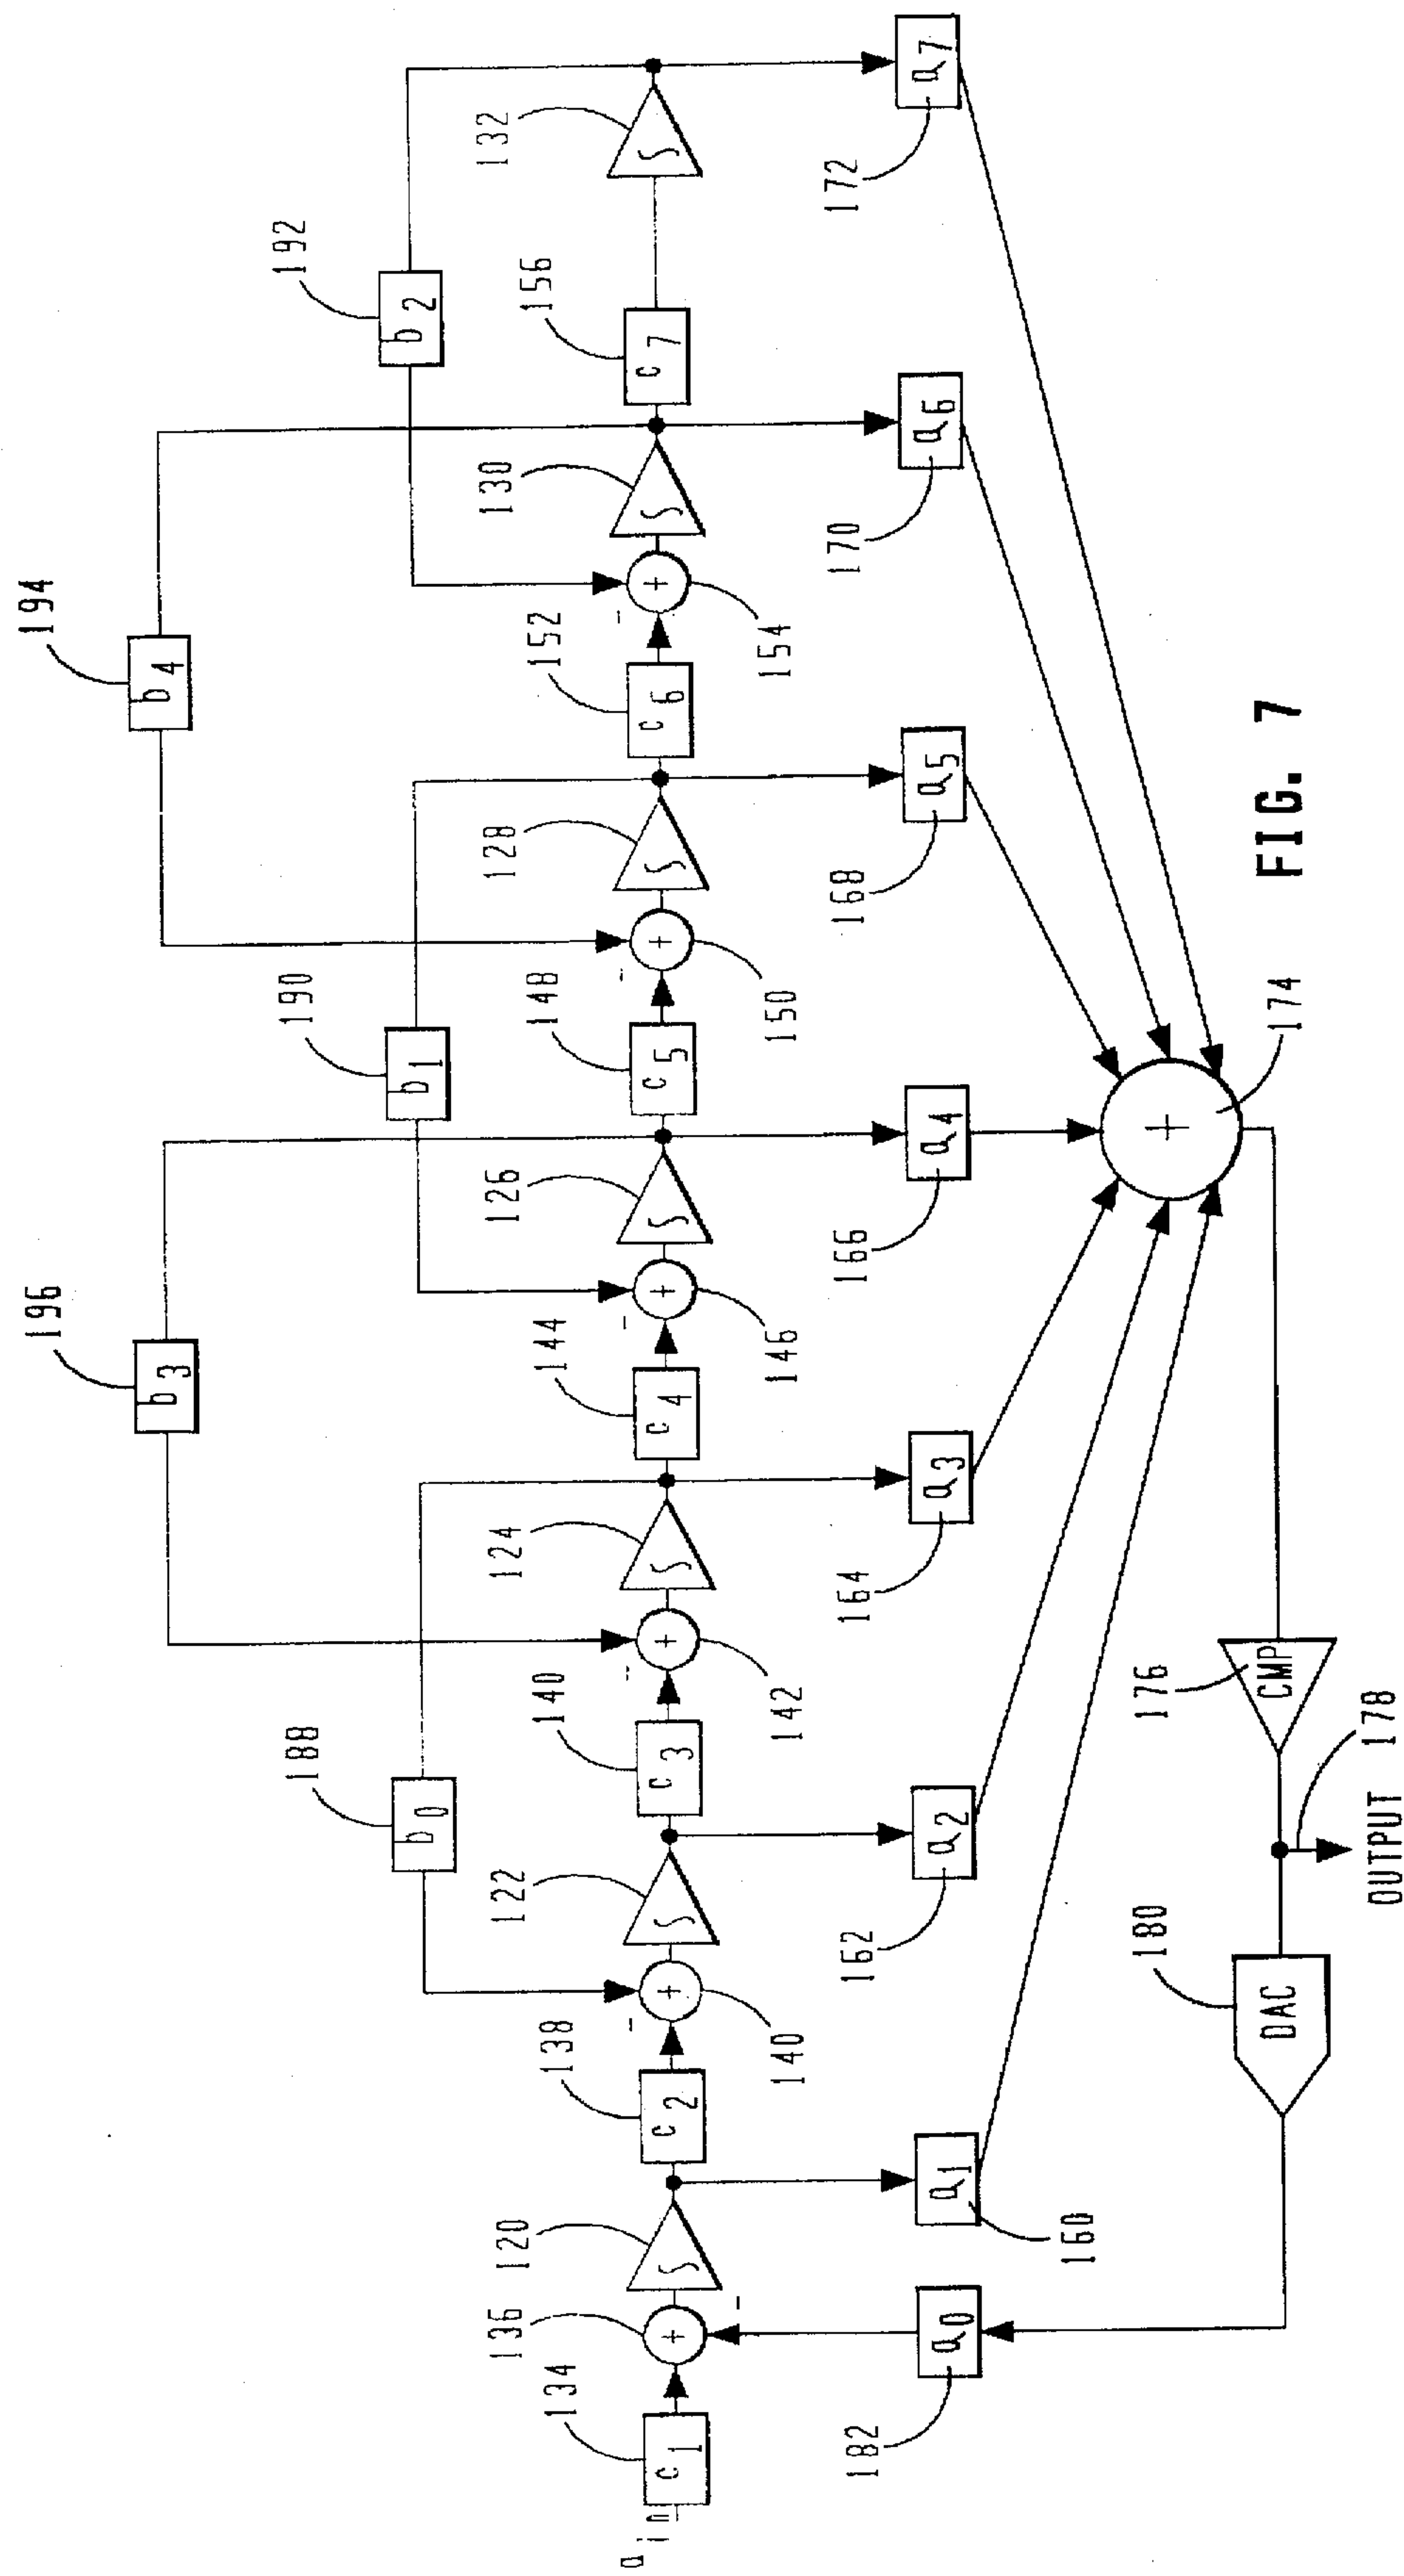 194
196
192
190
188
b4
b3
b2
b1
b0
132
156
130
152
128
148
126
144
124
140
122
138
120
136
134
ain
c1
+
∫
c2
+
∫
c3
+
∫
c4
+
∫
c5
+
∫
c6
+
∫
c7
∫
-
-
-
-
-
-
140
142
146
150
154
182
160
162
164
166
168
170
172
a0
a1
a2
a3
a4
a5
a6
a7
+
174
180
DAC
176
CMP
178
OUTPUT
FIG. 7